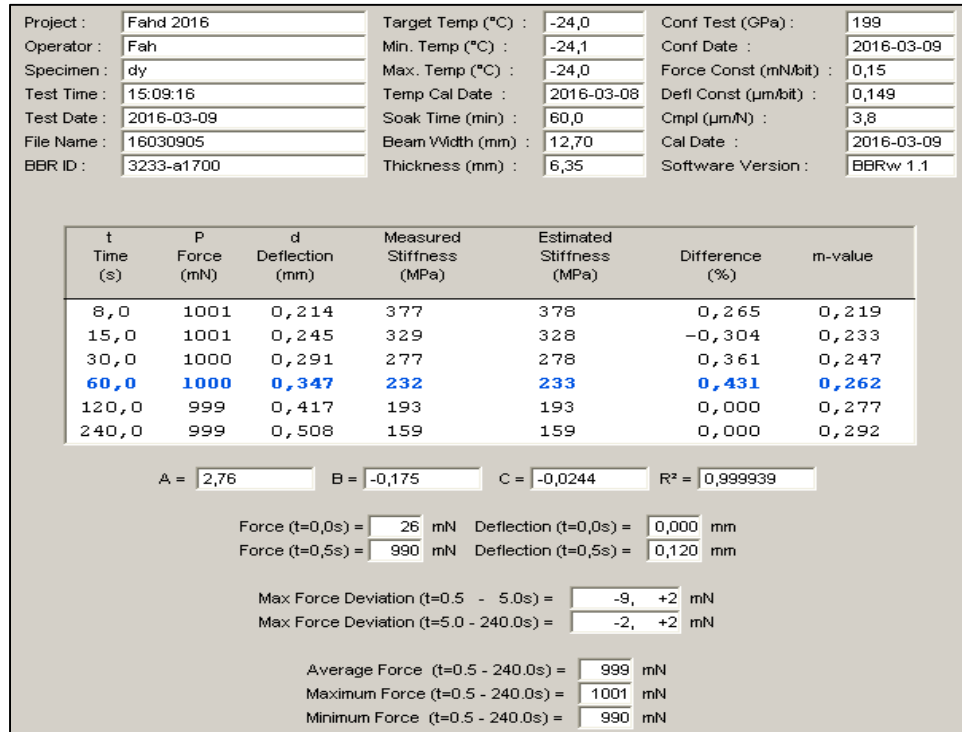 Project : Fahd 2016 Target Temp (°C) : -24,0 Conf Test (GPa) : 199
Operator : Fah Min. Temp (°C) : -24,1 Conf Date : 2016-03-09
Specimen : dy Max. Temp (°C) : -24,0 Force Const (mN/bit) : 0,15
Test Time : 15:09:16 Temp Cal Date : 2016-03-08 Defl Const (µm/bit) : 0,149
Test Date : 2016-03-09 Soak Time (min) : 60,0 Cmpl (µm/N) : 3,8
File Name : 16030905 Beam Width (mm) : 12,70 Cal Date : 2016-03-09
BBR ID : 3233-a1700 Thickness (mm) : 6,35 Software Version : BBRw 1.1
t P d Measured Estimated
Time Force Deflection Stiffness Stiffness Difference m-value
(s) (mN) (mm) (MPa) (MPa) (%)
8,0 1001 0,214 377 378 0,265 0,219
15,0 1001 0,245 329 328 -0,304 0,233
30,0 1000 0,291 277 278 0,361 0,247
60,0 1000 0,347 232 233 0,431 0,262
120,0 999 0,417 193 193 0,000 0,277
240,0 999 0,508 159 159 0,000 0,292
A = 2,76 B = -0,175 C = -0,0244 R² = 0,999939
Force (t=0,0s) = 26 mN Deflection (t=0,0s) = 0,000 mm
Force (t=0,5s) = 990 mN Deflection (t=0,5s) = 0,120 mm
Max Force Deviation (t=0.5 - 5.0s) = -9, +2 mN
Max Force Deviation (t=5.0 - 240.0s) = -2, +2 mN
Average Force (t=0.5 - 240.0s) = 999 mN
Maximum Force (t=0.5 - 240.0s) = 1001 mN
Minimum Force (t=0.5 - 240.0s) = 990 mN